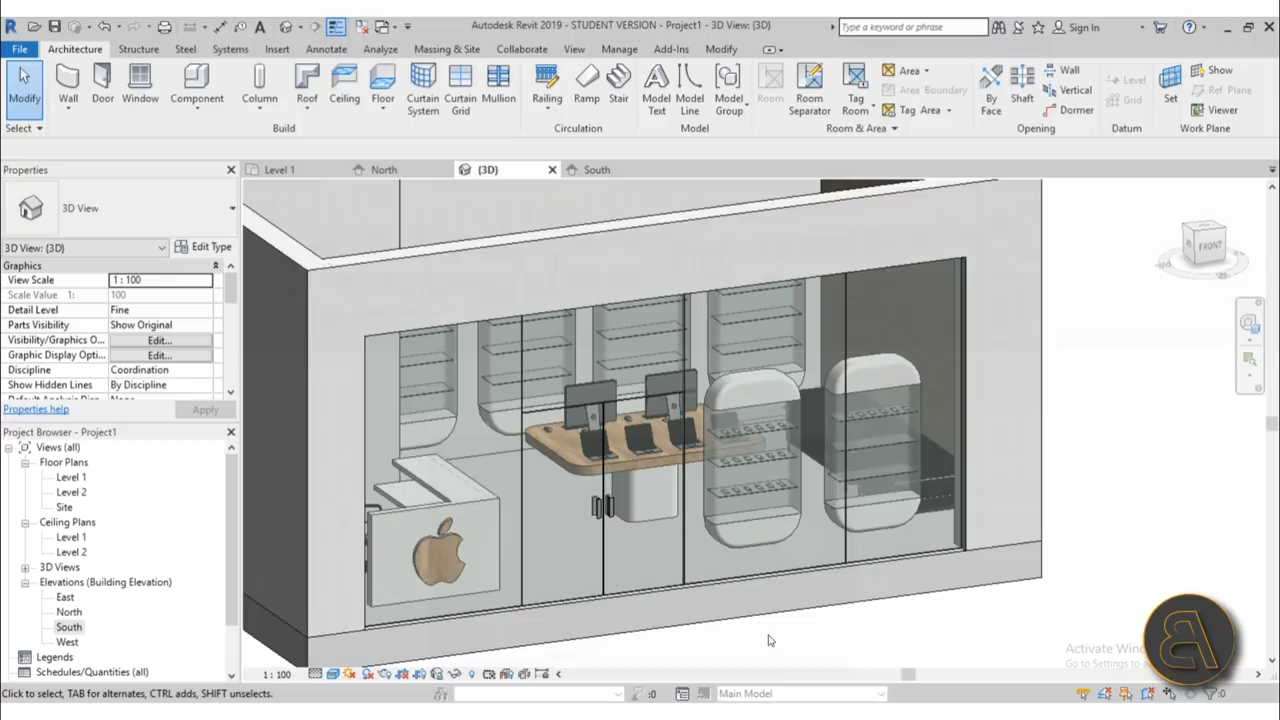 Autodesk Revit 2019 - STUDENT VERSION - Project1 - 3D View: {3D}
Type a keyword or phrase
Sign In
File Architecture Structure Steel Systems Insert Annotate Analyze Massing & Site Collaborate View Manage Add-Ins Modify
Modify Wall Door Window Component Column Roof Ceiling Floor Curtain System Curtain Grid Mullion Railing Ramp Stair Model Text Model Line Model Group Room Room Separator Tag Room By Face Shaft Set
Area Wall Level Show
Area Boundary Vertical Grid Ref Plane
Tag Area Dormer Viewer
Select Build Circulation Model Room & Area Opening Datum Work Plane
Properties
Level 1 North {3D} South
3D View
3D View: {3D} Edit Type
FRONT
Graphics
View Scale 1 : 100
Scale Value 1: 100
Detail Level Fine
Parts Visibility Show Original
Visibility/Graphics O... Edit...
Graphic Display Opti... Edit...
Discipline Coordination
Show Hidden Lines By Discipline
Properties help Apply
Project Browser - Project1
Views (all)
Floor Plans
Level 1
Level 2
Site
Ceiling Plans
Level 1
Level 2
3D Views
Elevations (Building Elevation)
East
North
South
West
Legends
Schedules/Quantities (all)
Activate Win
Go to Settings to a
1 : 100
Click to select, TAB for alternates, CTRL adds, SHIFT unselects.
:0 Main Model :0